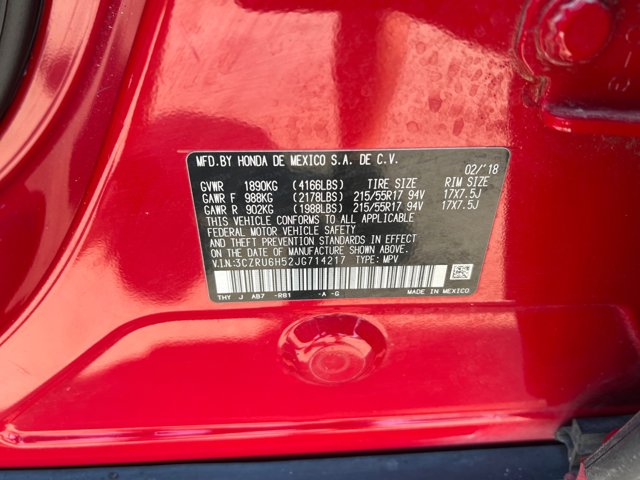 MFD.BY HONDA DE MEXICO S.A. DE C.V.
02/'18
GVWR 1890KG (4166LBS) TIRE SIZE RIM SIZE
GAWR F 988KG (2178LBS) 215/55R17 94V 17X7.5J
GAWR R 902KG (1988LBS) 215/55R17 94V 17X7.5J
THIS VEHICLE CONFORMS TO ALL APPLICABLE
FEDERAL MOTOR VEHICLE SAFETY
AND THEFT PREVENTION STANDARDS IN EFFECT
ON THE DATE OF MANUFACTURE SHOWN ABOVE.
V.I.N:3CZRU6H52JG714217 TYPE: MPV
THY J AB7 -R81 -A -G MADE IN MEXICO